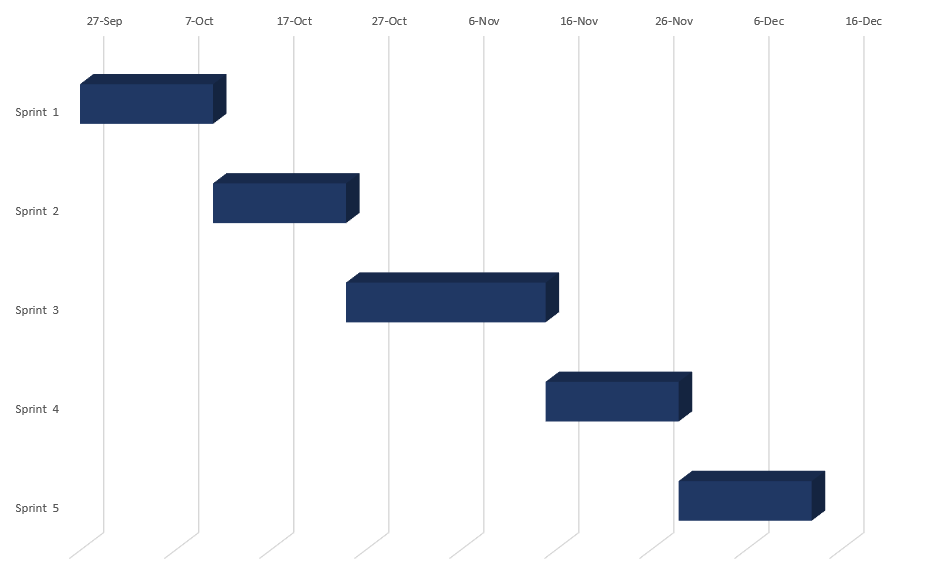 27-Sep 7-Oct 17-Oct 27-Oct 6-Nov 16-Nov 26-Nov 6-Dec 16-Dec
Sprint 1
Sprint 2
Sprint 3
Sprint 4
Sprint 5